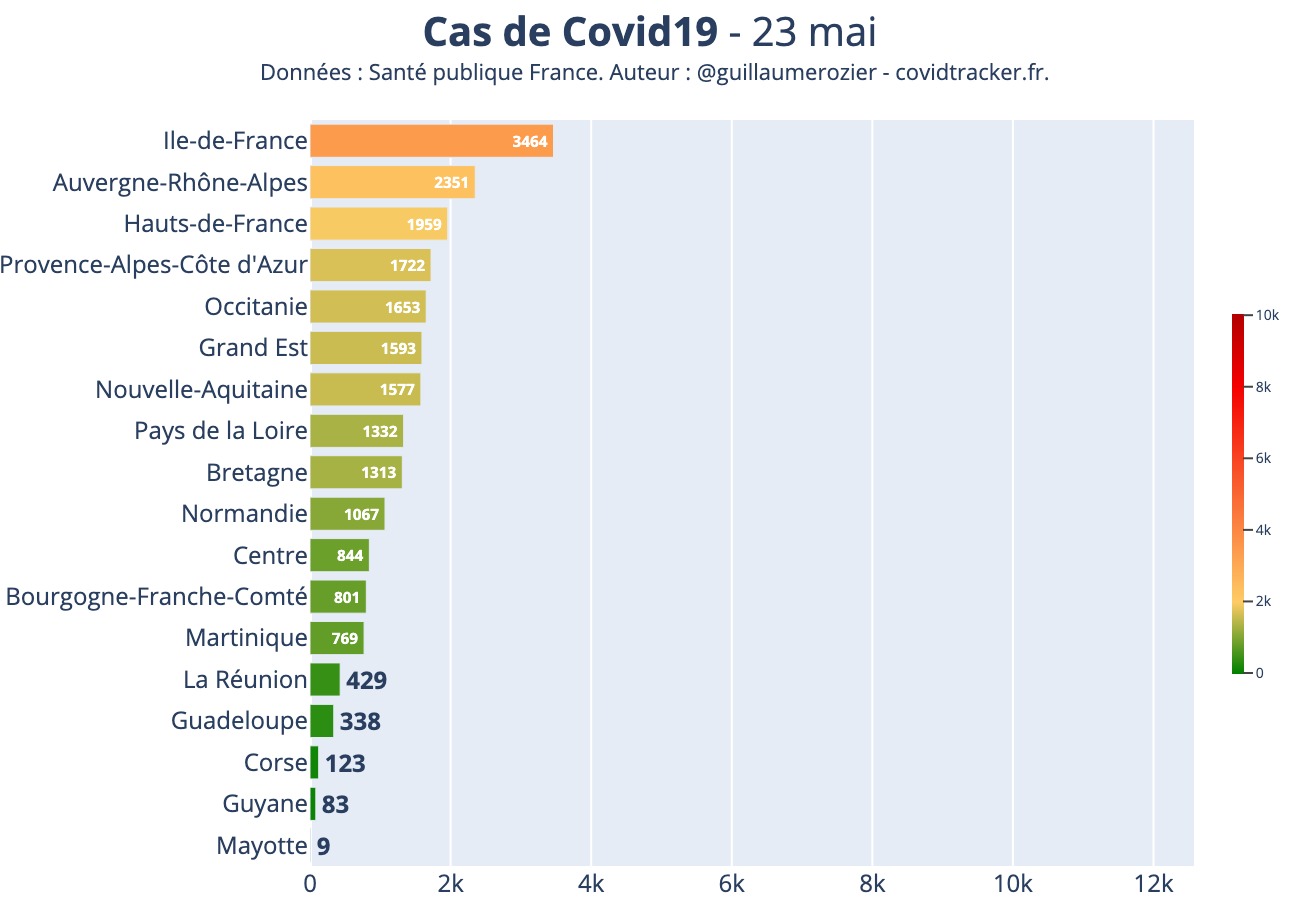 Cas de Covid19 - 23 mai
Données : Santé publique France. Auteur : @guillaumerozier - covidtracker.fr.
Ile-de-France 3464
Auvergne-Rhône-Alpes 2351
Hauts-de-France 1959
Provence-Alpes-Côte d'Azur 1722
Occitanie 1653
Grand Est 1593
Nouvelle-Aquitaine 1577
Pays de la Loire 1332
Bretagne 1313
Normandie 1067
Centre 844
Bourgogne-Franche-Comté 801
Martinique 769
La Réunion 429
Guadeloupe 338
Corse 123
Guyane 83
Mayotte 9
0 2k 4k 6k 8k 10k 12k
10k
8k
6k
4k
2k
0